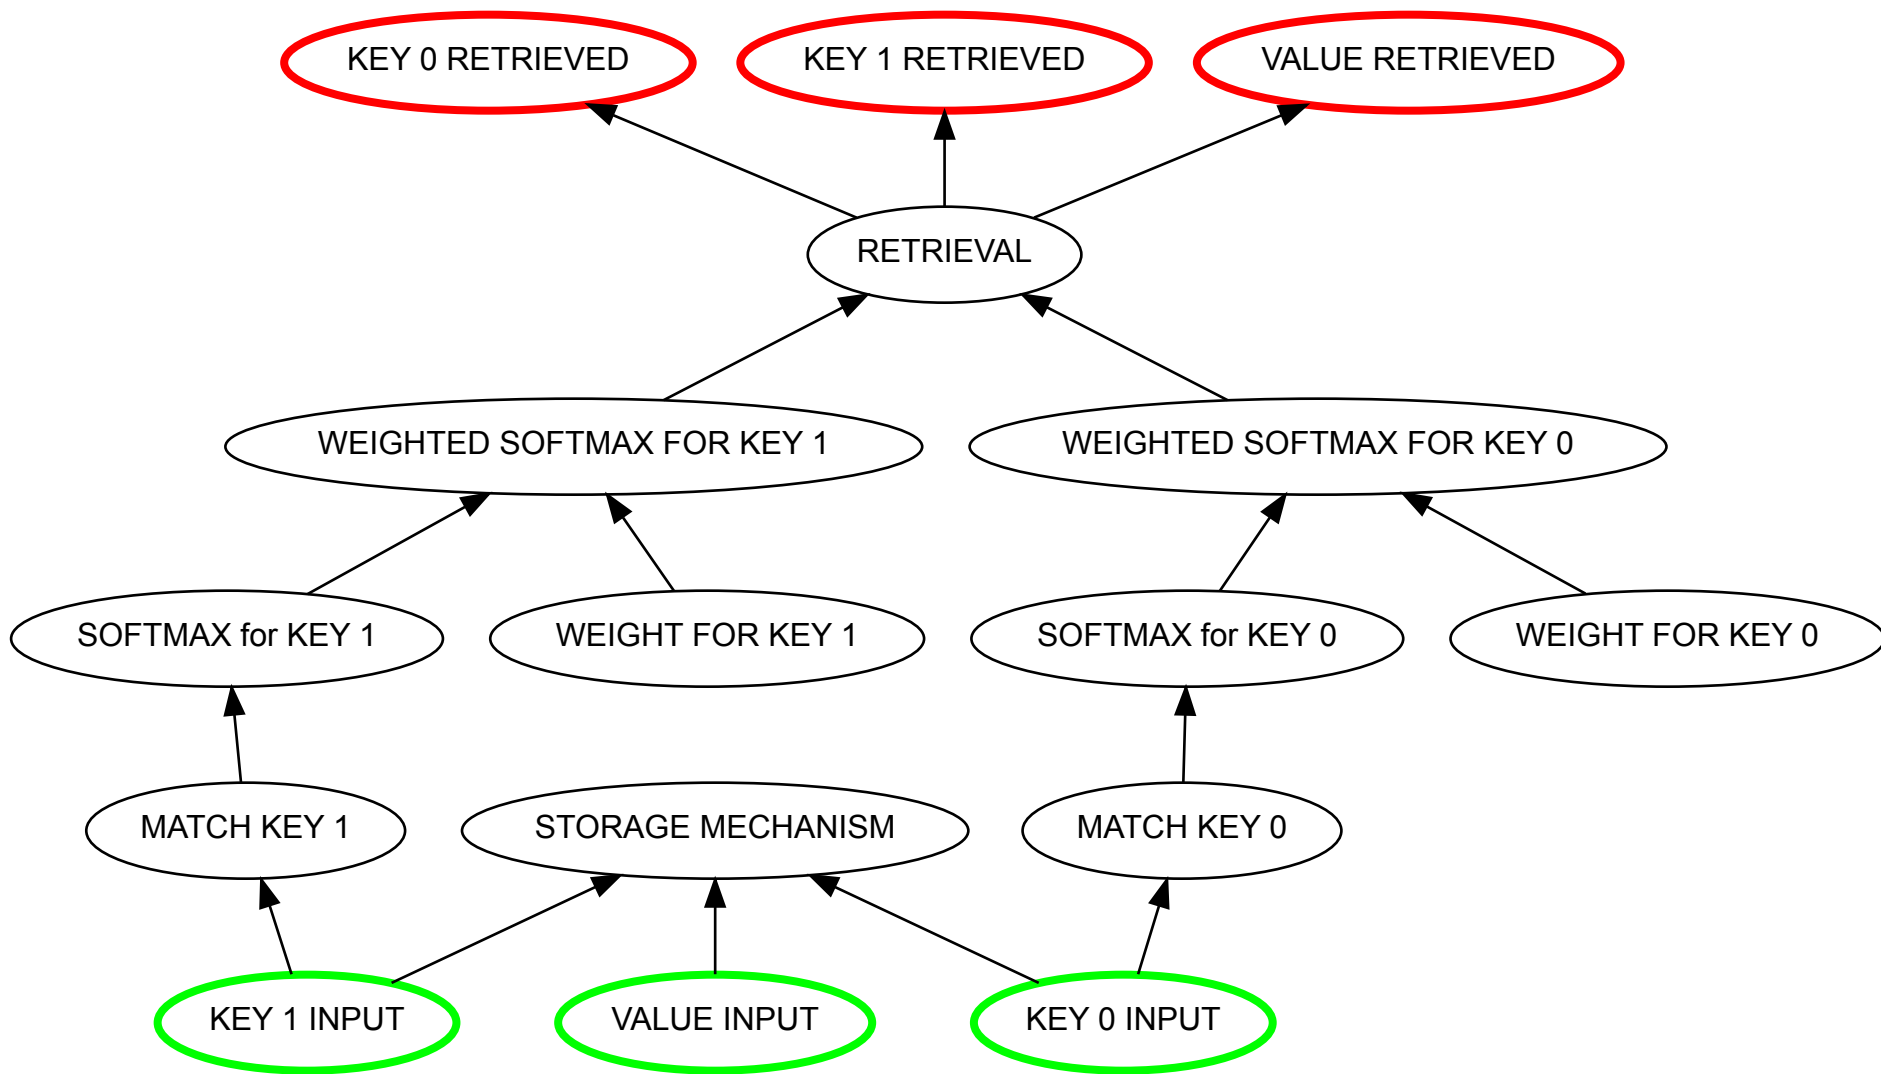 KEY 0 RETRIEVED
KEY 1 RETRIEVED
VALUE RETRIEVED
RETRIEVAL
WEIGHTED SOFTMAX FOR KEY 1
WEIGHTED SOFTMAX FOR KEY 0
SOFTMAX for KEY 1
WEIGHT FOR KEY 1
SOFTMAX for KEY 0
WEIGHT FOR KEY 0
MATCH KEY 1
STORAGE MECHANISM
MATCH KEY 0
KEY 1 INPUT
VALUE INPUT
KEY 0 INPUT